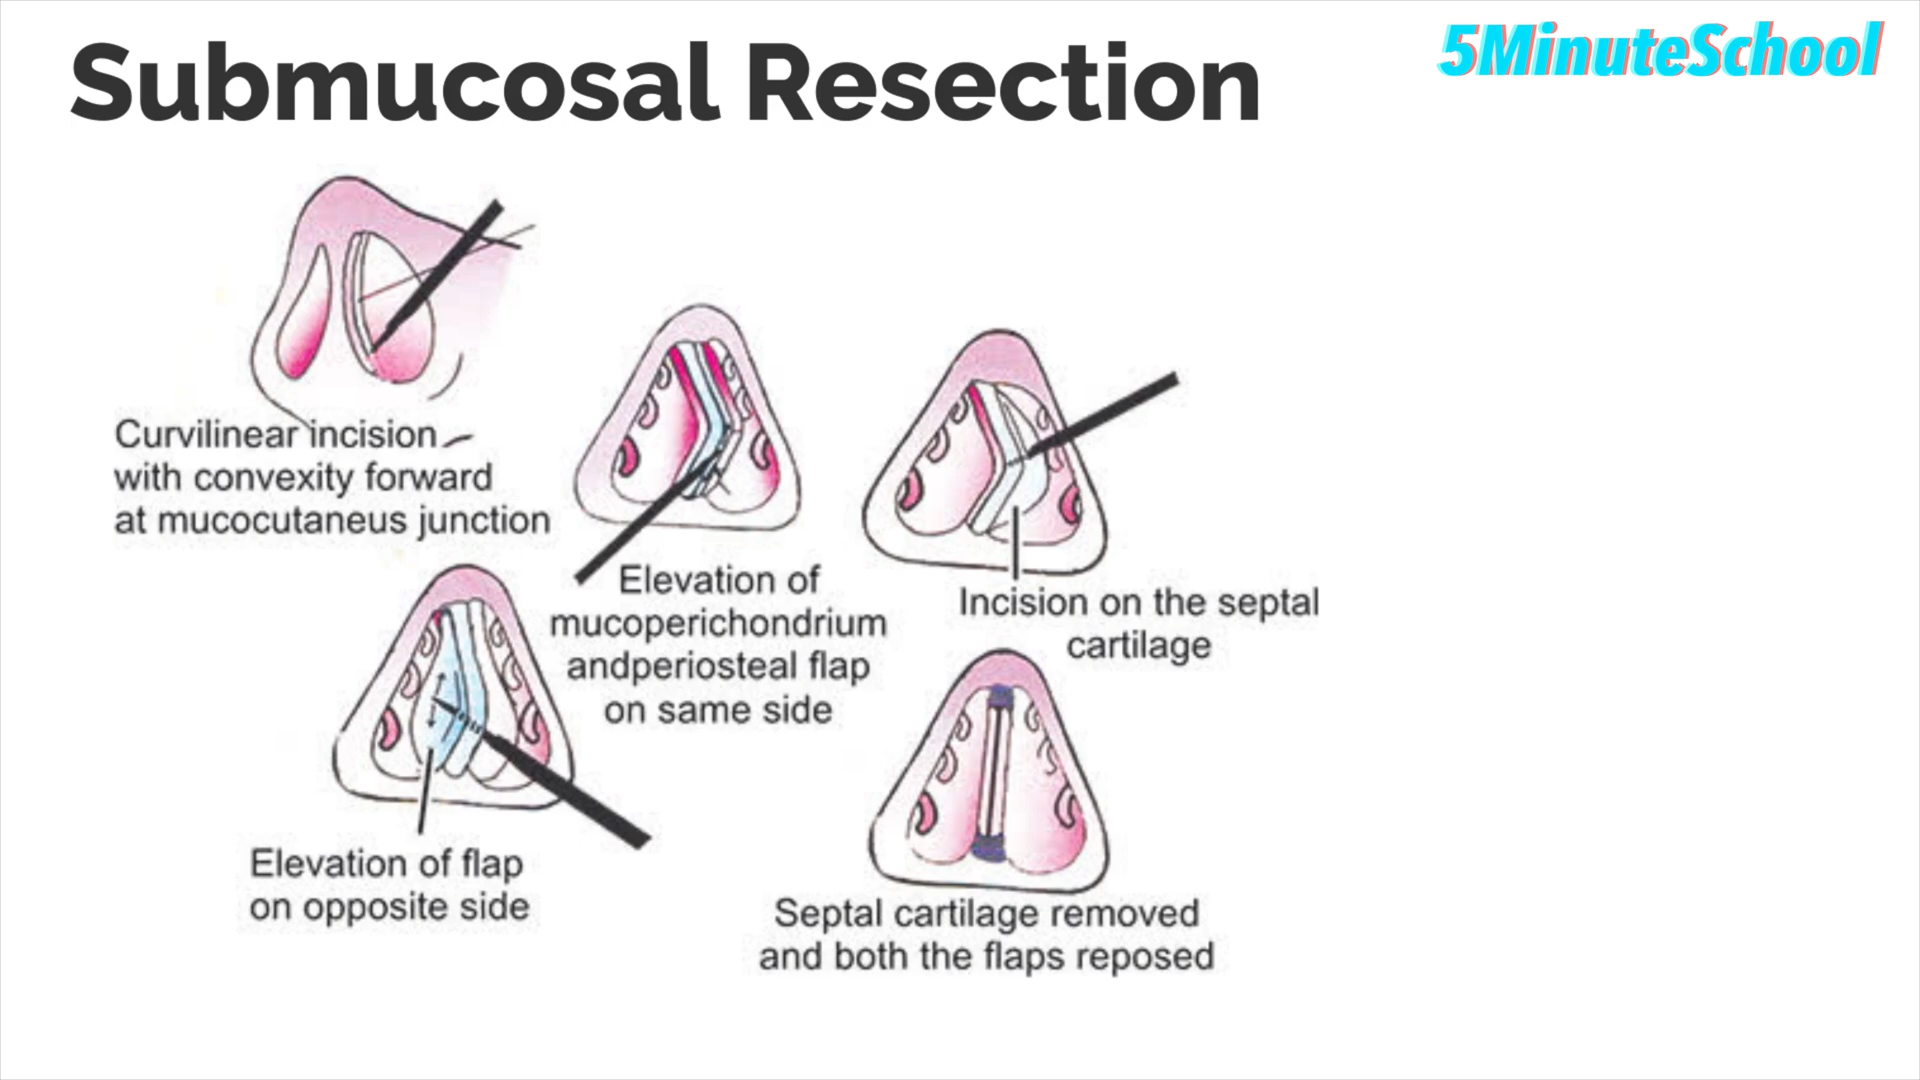 Submucosal Resection
5MinuteSchool
Curvilinear incision
with convexity forward
at mucocutaneus junction
Elevation of
mucoperichondrium
andperiosteal flap
on same side
Incision on the septal
cartilage
Elevation of flap
on opposite side
Septal cartilage removed
and both the flaps reposed